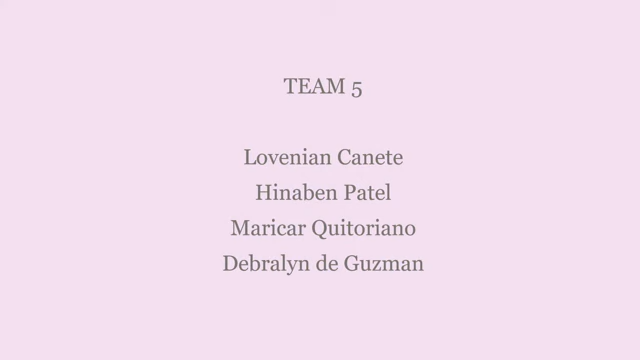 TEAM 5
Lovenian Canete
Hinaben Patel
Maricar Quitoriano
Debralyn de Guzman